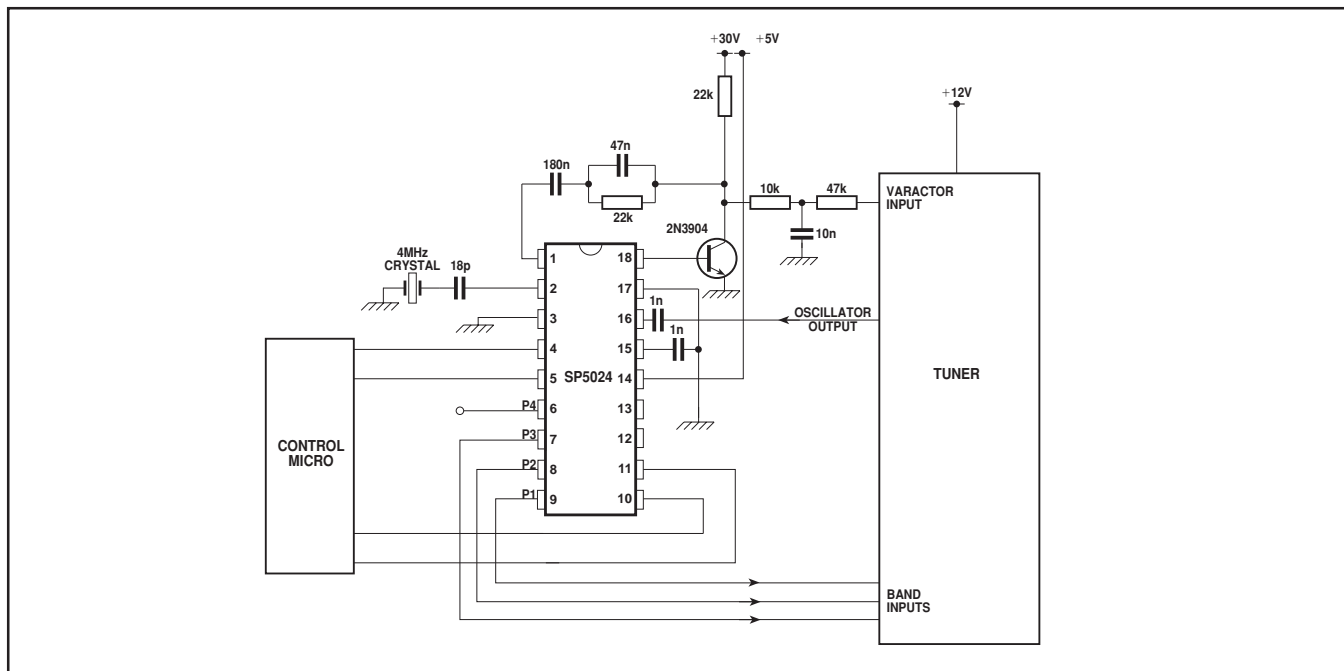 +30V
+5V
22k
+12V
47n
180n
22k
10k
47k
VARACTOR
INPUT
10n
2N3904
4MHz
CRYSTAL
18p
1
18
2
17
3
16
1n
OSCILLATOR
OUTPUT
4
15
1n
5
SP5024
14
TUNER
P4
6
13
P3
7
12
CONTROL
MICRO
P2
8
11
P1
9
10
BAND
INPUTS